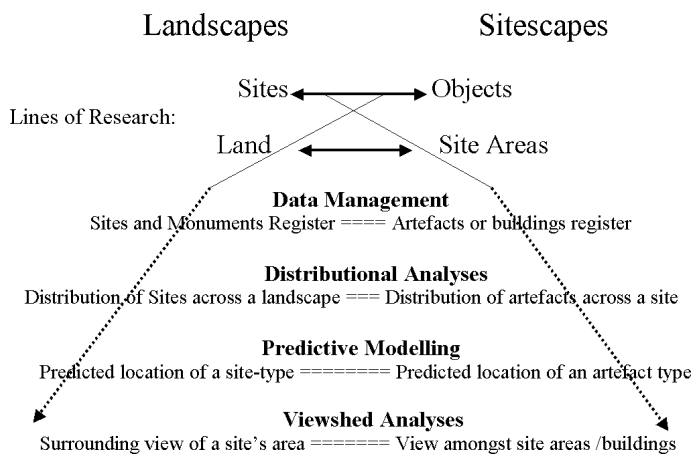 Landscapes Sitescapes
Sites Objects
Lines of Research:
Land Site Areas
Data Management
Sites and Monuments Register ==== Artefacts or buildings register
Distributional Analyses
Distribution of Sites across a landscape === Distribution of artefacts across a site
Predictive Modelling
Predicted location of a site-type ======== Predicted location of an artefact type
Viewshed Analyses
Surrounding view of a site's area ======= View amongst site areas /buildings